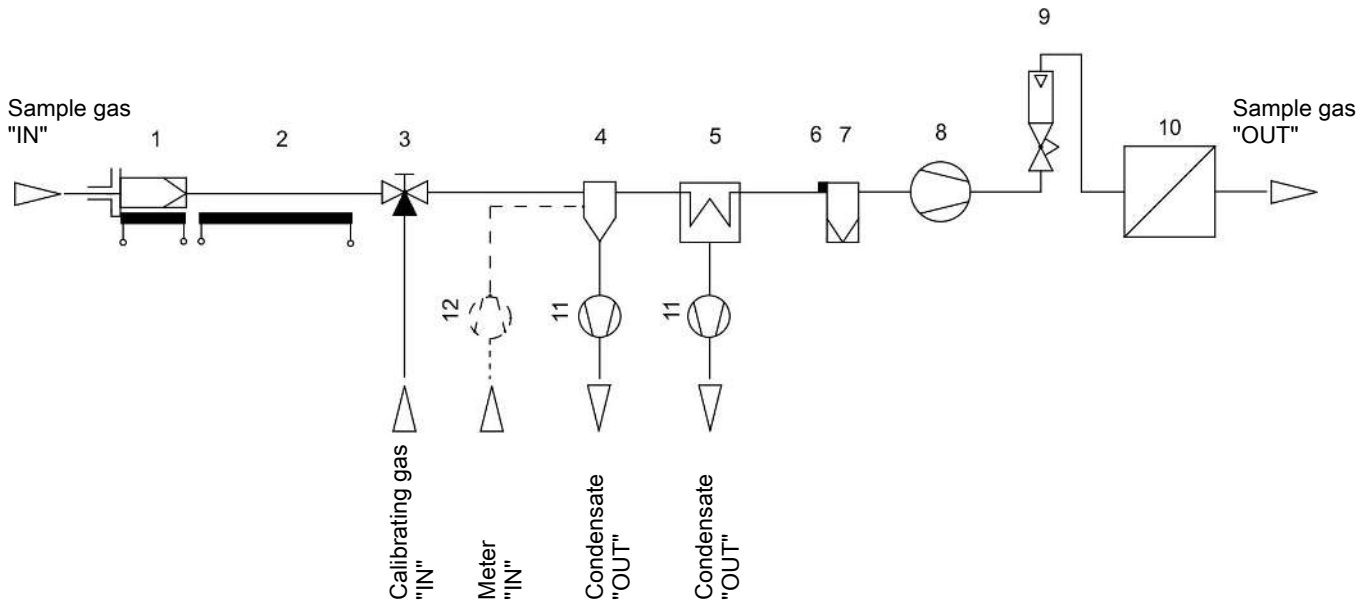 9
Sample gas
"IN"
1
2
3
4
5
6
7
8
10
Sample gas
"OUT"
12
11
11
Calibrating gas
"IN"
Meter
"IN"
Condensate
"OUT"
Condensate
"OUT"